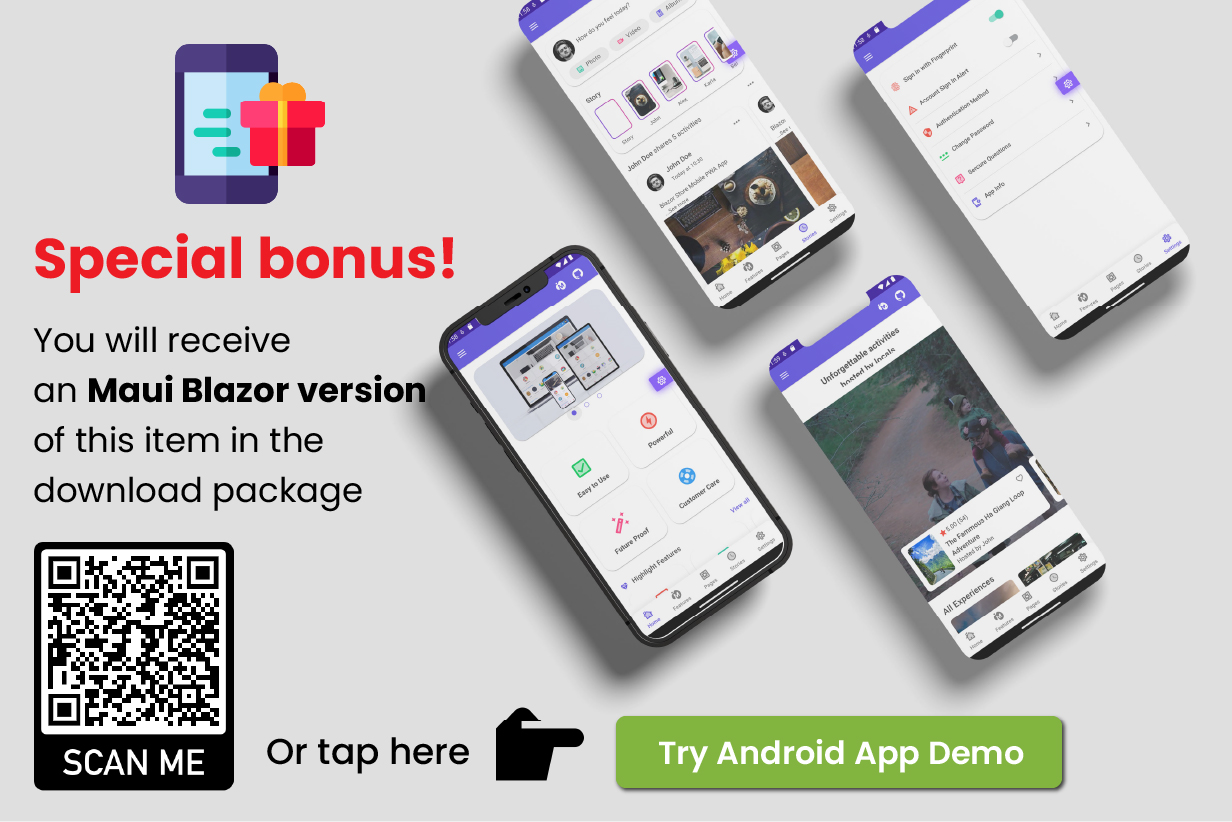 Special bonus!
You will receive
an Maui Blazor version
of this item in the
download package
SCAN ME
Or tap here
Try Android App Demo
How do you feel today?
Photo
Video
Story
Story
John
Alex
Karla
John Doe shares 5 activities
John Doe
Today at 10:30
Blazor Store Mobile PWA App
See more
Blazor
See
Home
Features
Pages
Stories
Settings
Sign in with Fingerprint
Account Sign In Alert
Authentication Method
Change Password
Sercure Questions
App Info
Home
Features
Pages
Stories
Settings
Easy to Use
Powerful
Future Proof
Customer Care
View all
Highlight Features
Home
Features
Pages
Stories
Settings
Unforgettable activities
hosted by locals
5.00 (54)
The Fammous Ha Giang Loop
Adventure
Hosted by John
All Experiences
Home
Features
Pages
Stories
Settings